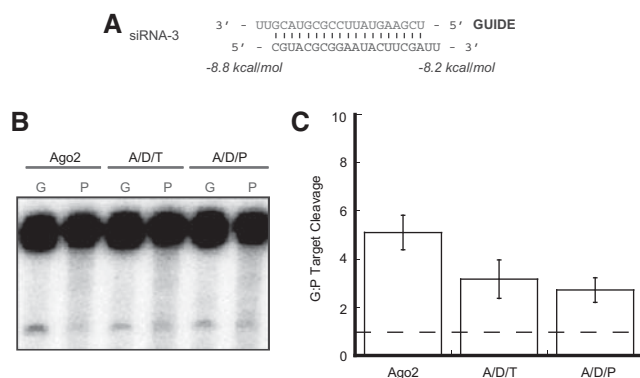 A
siRNA-3
3' - UUGCAUGCGCCUUAUGAAGCU - 5' GUIDE
5' - CGUACGCGGAAUACUUCGAUU - 3'
-8.8 kcal/mol -8.2 kcal/mol
B
Ago2 A/D/T A/D/P
G P G P G P
C
G:P Target Cleavage
10
8
6
4
2
0
Ago2 A/D/T A/D/P